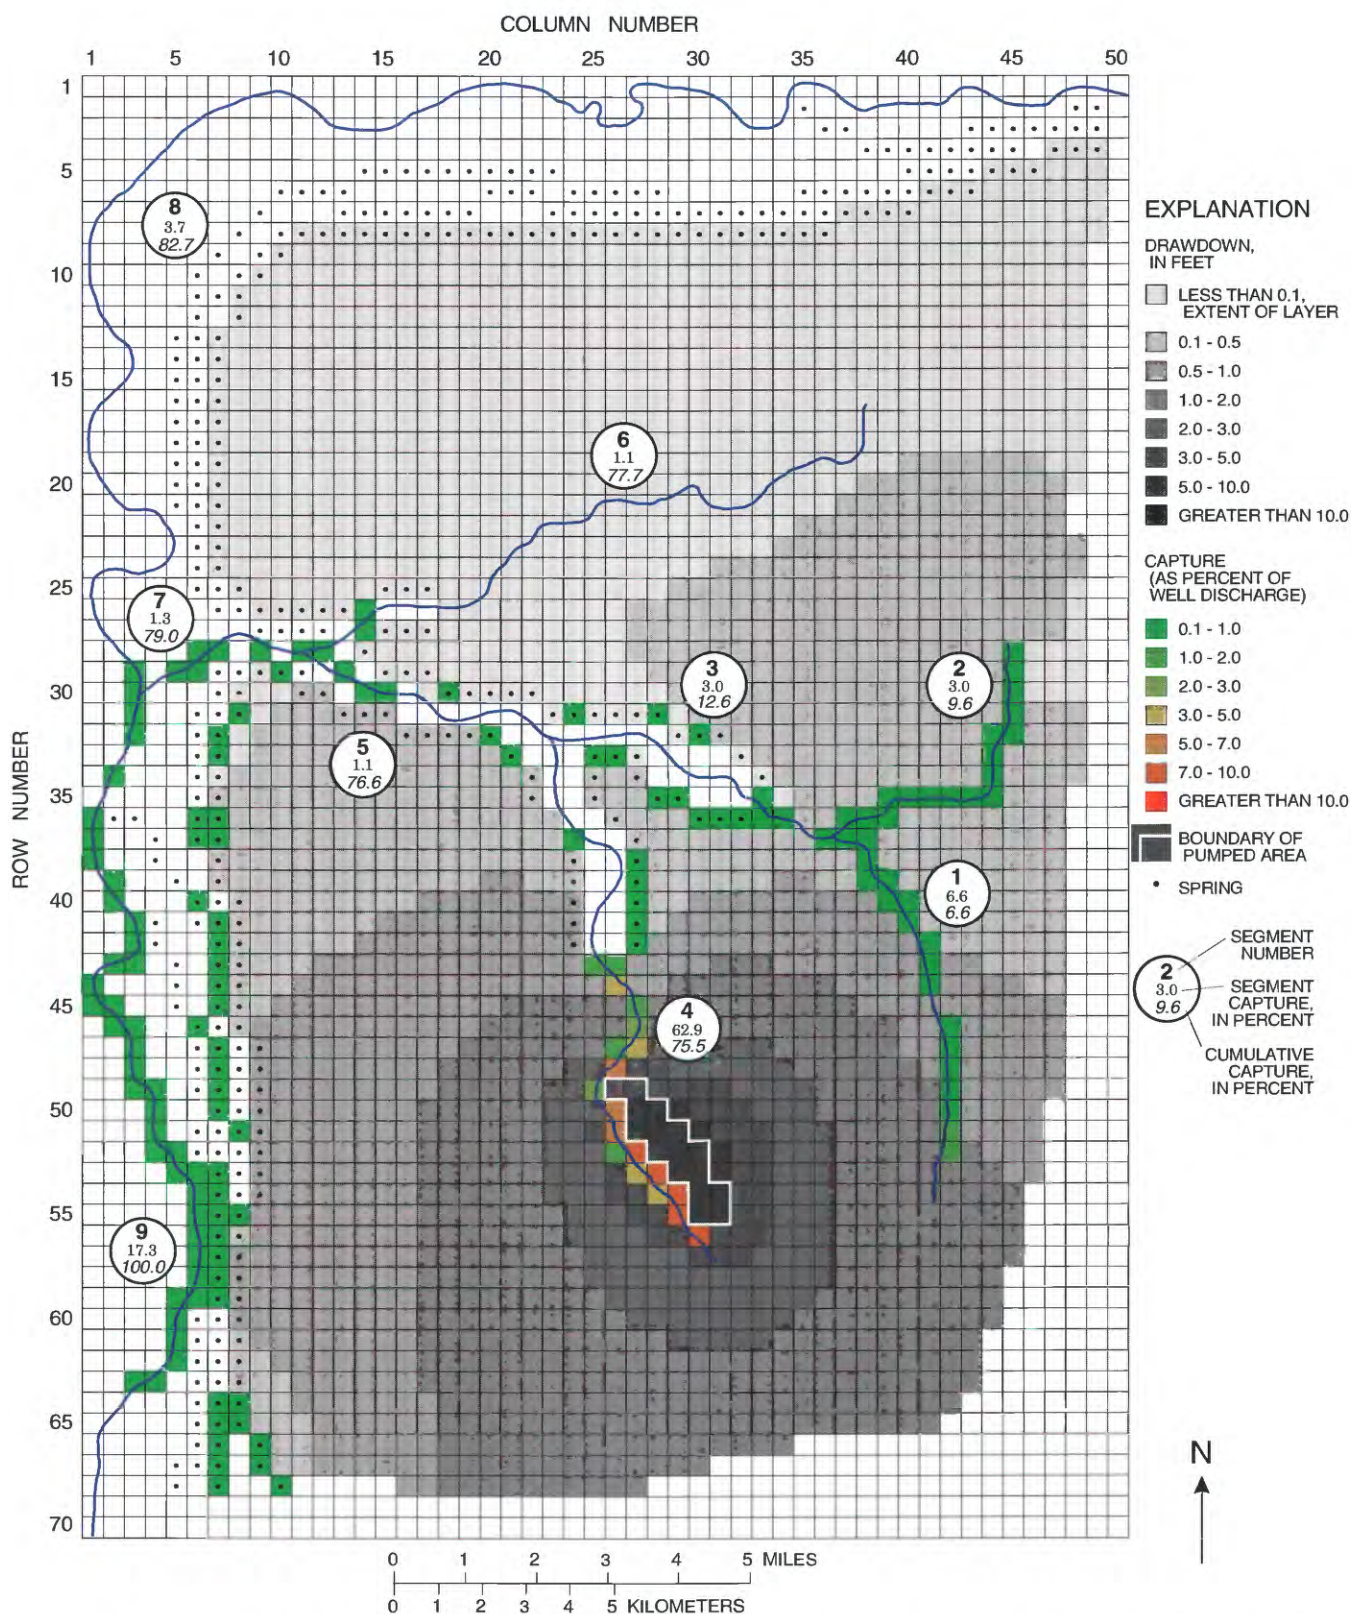 COLUMN NUMBER
1 5 10 15 20 25 30 35 40 45 50
ROW NUMBER
1
5
10
15
20
25
30
35
40
45
50
55
60
65
70
8
3.7
82.7
6
1.1
77.7
7
1.3
79.0
3
3.0
12.6
2
3.0
9.6
5
1.1
76.6
1
6.6
6.6
4
62.9
75.5
9
17.3
100.0
EXPLANATION
DRAWDOWN,
IN FEET
LESS THAN 0.1,
EXTENT OF LAYER
0.1 - 0.5
0.5 - 1.0
1.0 - 2.0
2.0 - 3.0
3.0 - 5.0
5.0 - 10.0
GREATER THAN 10.0
CAPTURE
(AS PERCENT OF
WELL DISCHARGE)
0.1 - 1.0
1.0 - 2.0
2.0 - 3.0
3.0 - 5.0
5.0 - 7.0
7.0 - 10.0
GREATER THAN 10.0
BOUNDARY OF
PUMPED AREA
SPRING
SEGMENT
NUMBER
2
3.0
9.6
SEGMENT
CAPTURE,
IN PERCENT
CUMULATIVE
CAPTURE,
IN PERCENT
N
0 1 2 3 4 5 MILES
0 1 2 3 4 5 KILOMETERS